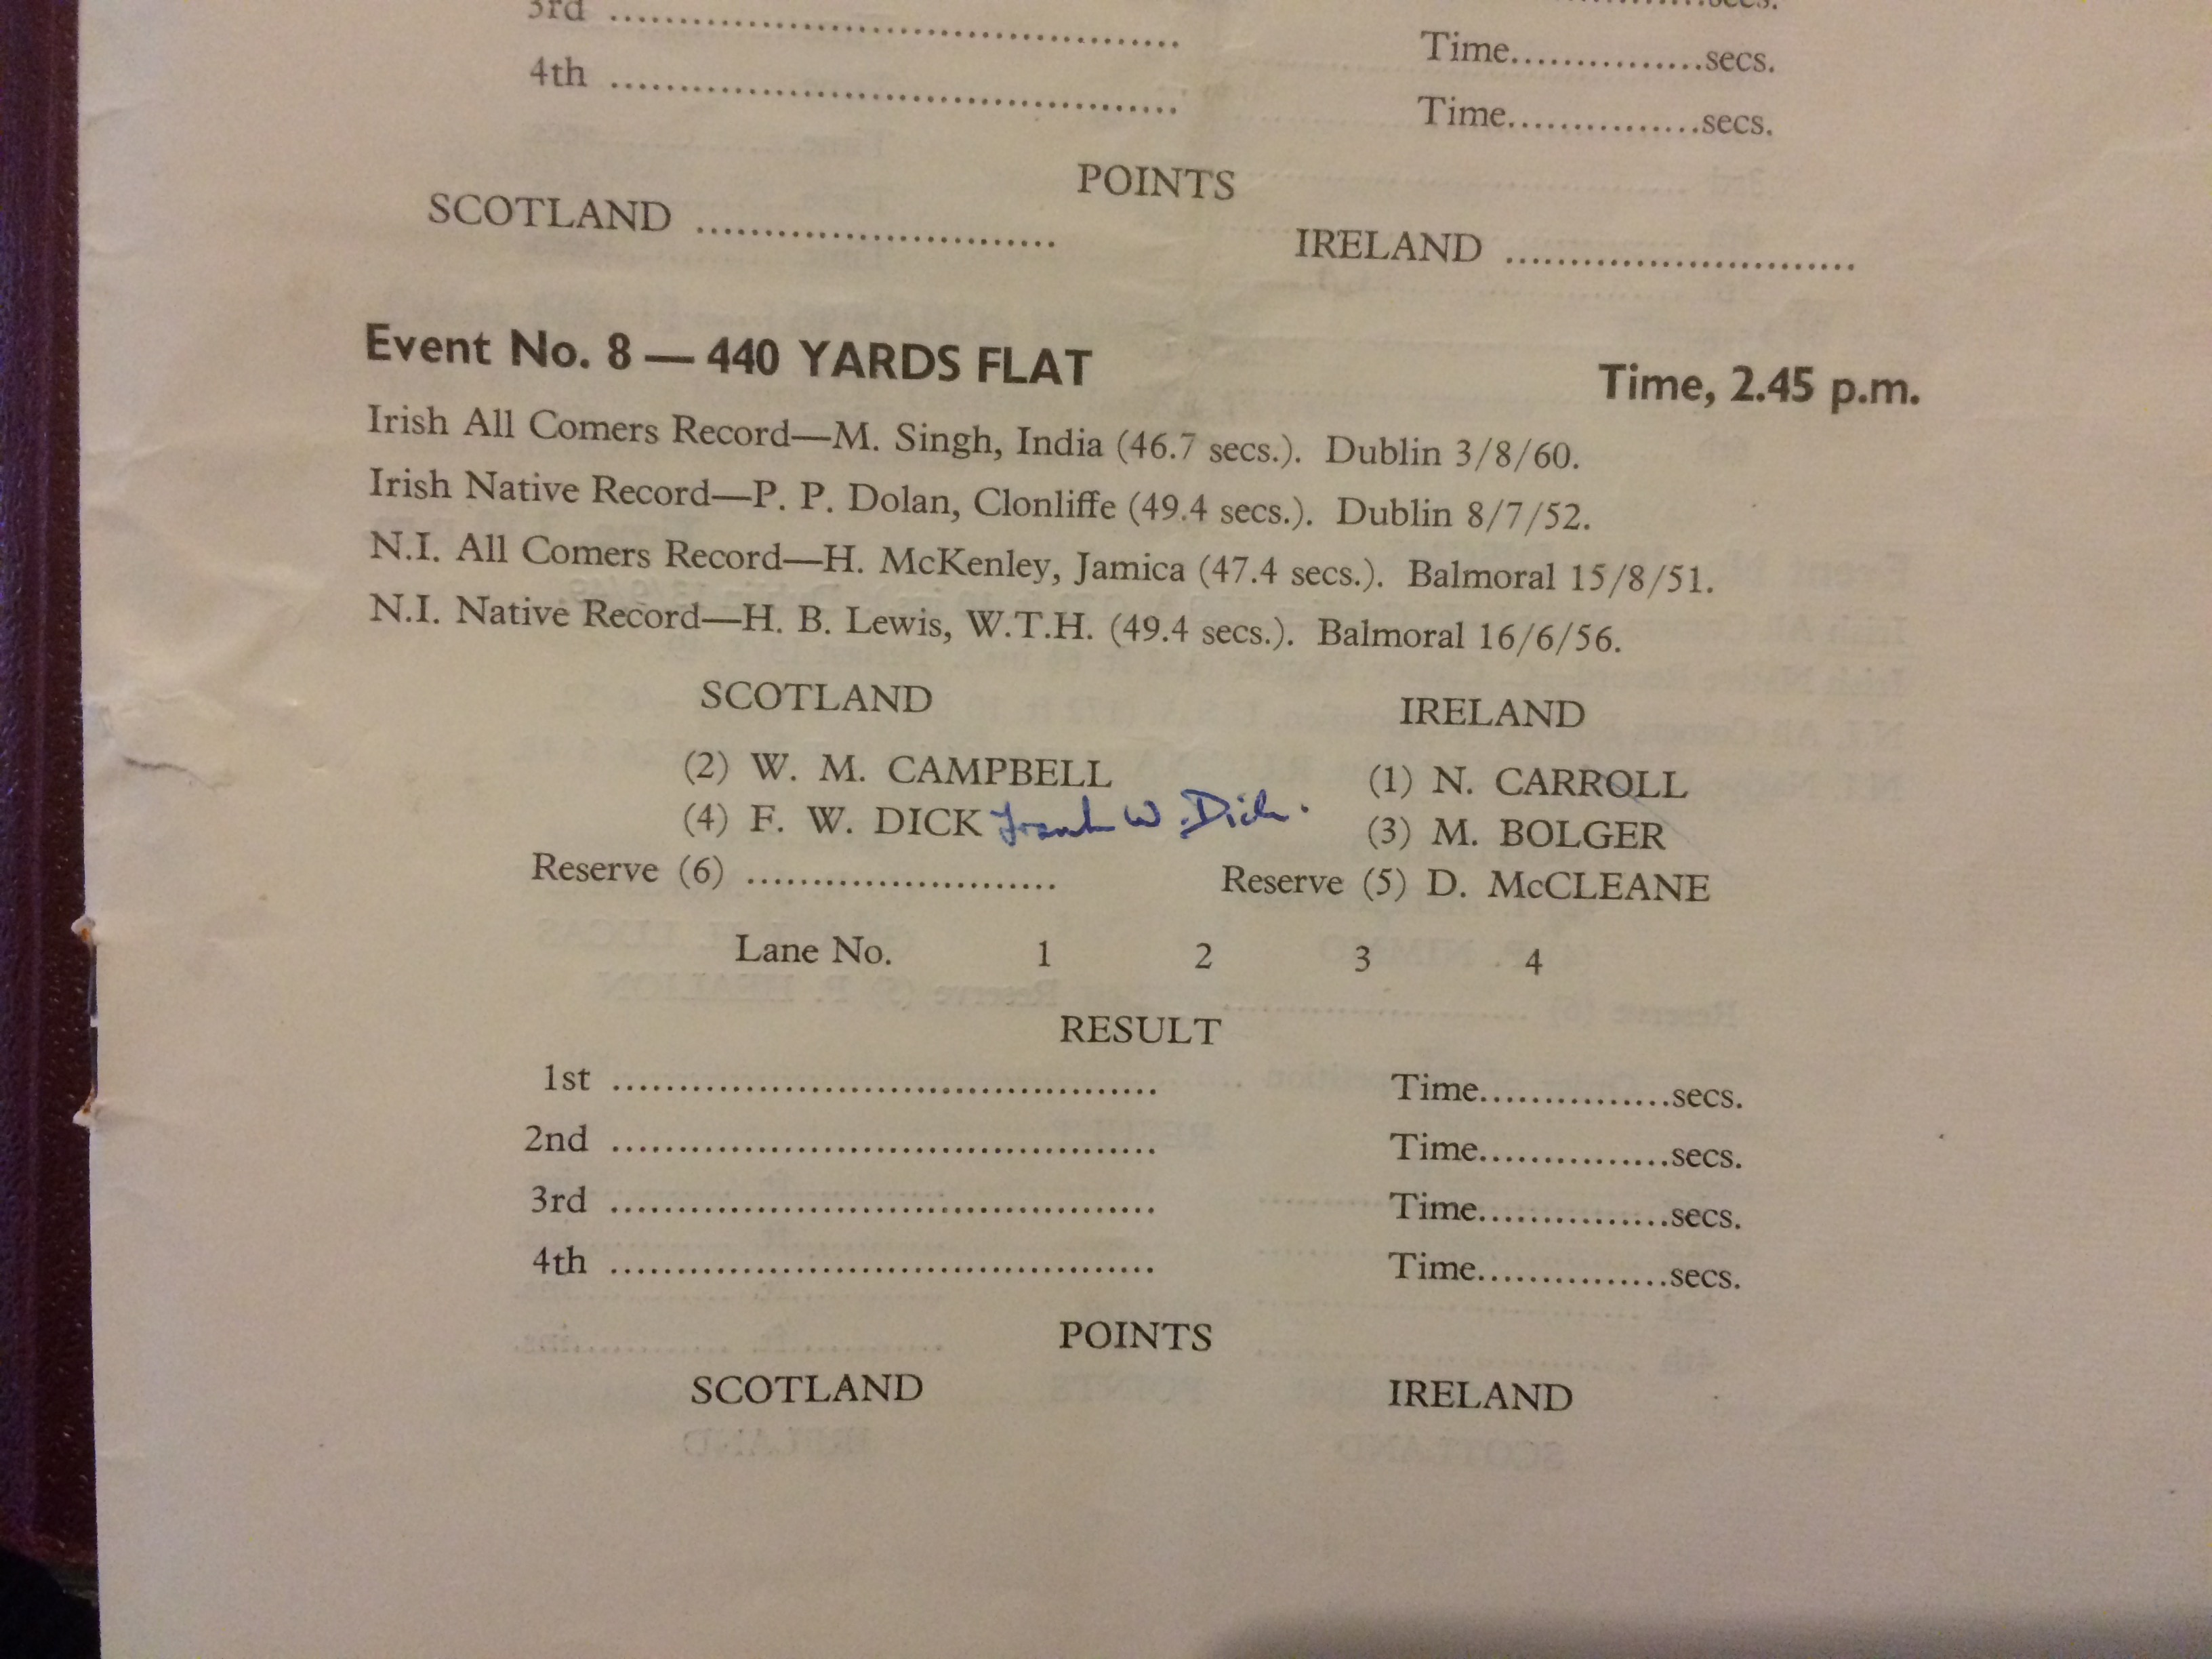 3rd ........................................ secs.
4th ........................................ Time................secs.
Time................secs.
POINTS
SCOTLAND ........................... IRELAND ...........................
Event No. 8 — 440 YARDS FLAT Time, 2.45 p.m.
Irish All Comers Record—M. Singh, India (46.7 secs.). Dublin 3/8/60.
Irish Native Record—P. P. Dolan, Clonliffe (49.4 secs.). Dublin 8/7/52.
N.I. All Comers Record—H. McKenley, Jamica (47.4 secs.). Balmoral 15/8/51.
N.I. Native Record—H. B. Lewis, W.T.H. (49.4 secs.). Balmoral 16/6/56.
SCOTLAND IRELAND
(2) W. M. CAMPBELL (1) N. CARROLL
(4) F. W. DICK Frank W. Dick. (3) M. BOLGER
Reserve (6) ....................... Reserve (5) D. McCLEANE
Lane No. 1 2 3 4
RESULT
1st ........................................ Time................secs.
2nd ........................................ Time................secs.
3rd ........................................ Time................secs.
4th ........................................ Time................secs.
POINTS
SCOTLAND IRELAND